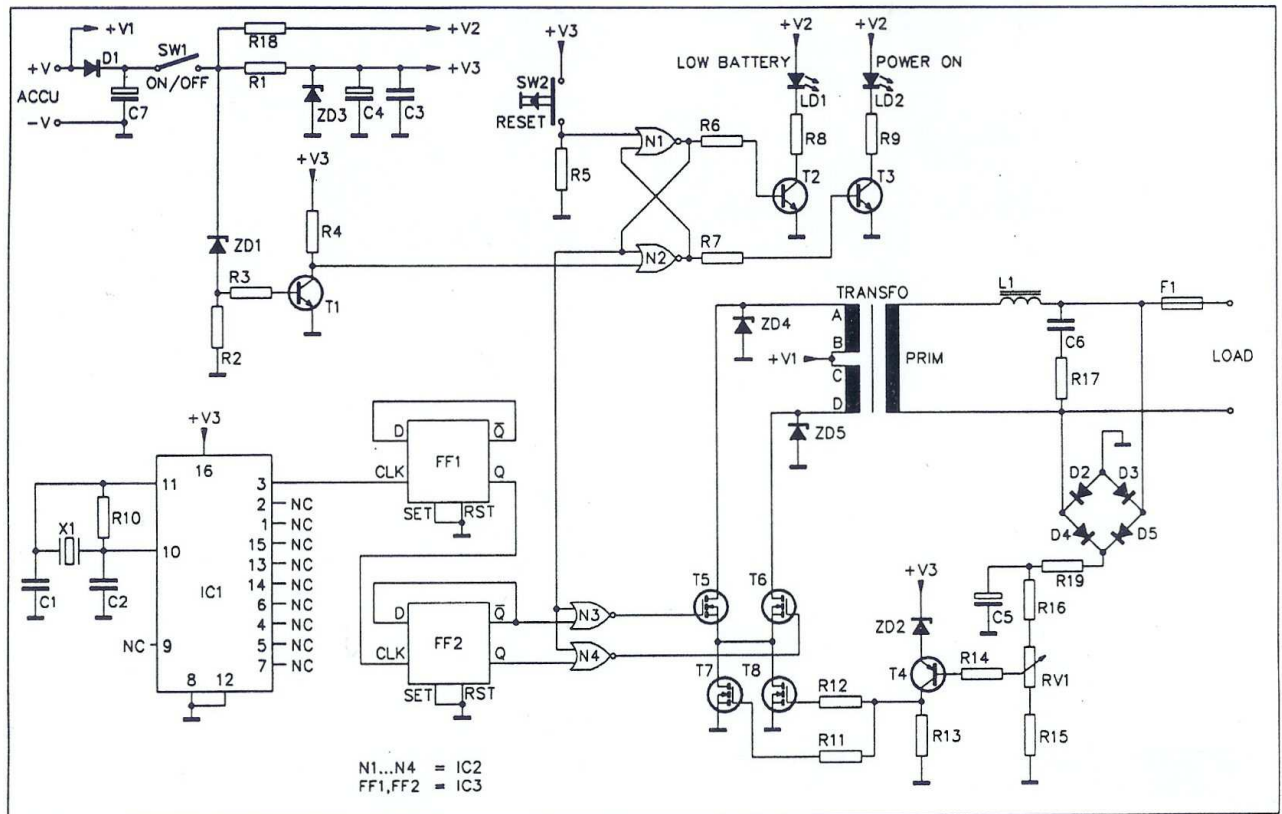 +V1
+V2
+V
D1
SW1
R18
ON/OFF
R1
+V3
ACCU
-V
C7
ZD3
C4
C3
+V3
SW2
RESET
R5
N1
R6
LOW BATTERY
+V2
LD1
R8
T2
POWER ON
+V2
LD2
R9
T3
+V3
R4
ZD1
R3
T1
R2
N2
R7
TRANSFO
A
B
C
D
+V1
PRIM
ZD4
ZD5
L1
F1
C6
R17
LOAD
D2
D3
D4
D5
+V3
16
11
10
R10
X1
C1
C2
IC1
NC 9
8
12
3
2 NC
1 NC
15 NC
13 NC
14 NC
6 NC
4 NC
5 NC
7 NC
D
Q
CLK
FF1
Q
SET
RST
D
Q
CLK
FF2
Q
SET
RST
N3
N4
T5
T6
T7
T8
R12
R11
+V3
ZD2
T4
R13
R14
C5
R19
R16
RV1
R15
N1...N4 = IC2
FF1,FF2 = IC3